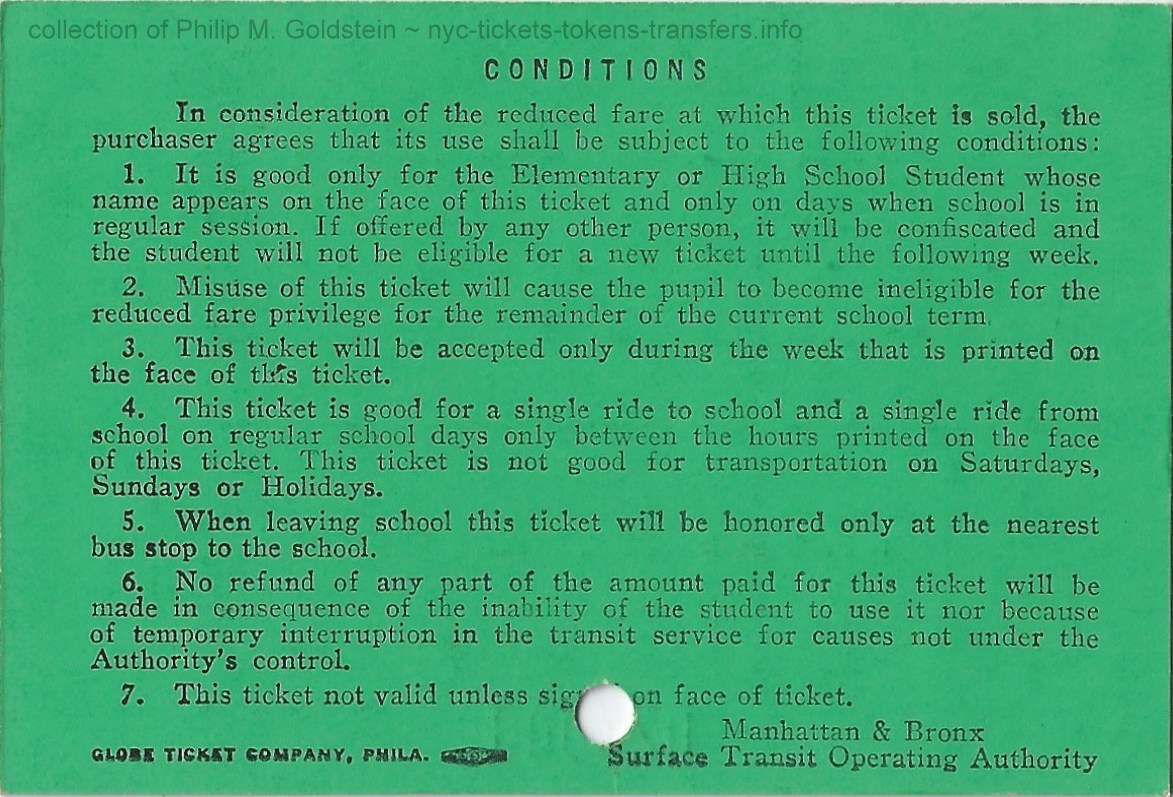 collection of Philip M. Goldstein ~ nyc-tickets-tokens-transfers.info
CONDITIONS
In consideration of the reduced fare at which this ticket is sold, the
purchaser agrees that its use shall be subject to the following conditions:
1. It is good only for the Elementary or High School Student whose
name appears on the face of this ticket and only on days when school is in
regular session. If offered by any other person, it will be confiscated and
the student will not be eligible for a new ticket until the following week.
2. Misuse of this ticket will cause the pupil to become ineligible for the
reduced fare privilege for the remainder of the current school term.
3. This ticket will be accepted only during the week that is printed on
the face of this ticket.
4. This ticket is good for a single ride to school and a single ride from
school on regular school days only between the hours printed on the face
of this ticket. This ticket is not good for transportation on Saturdays,
Sundays or Holidays.
5. When leaving school this ticket will be honored only at the nearest
bus stop to the school.
6. No refund of any part of the amount paid for this ticket will be
made in consequence of the inability of the student to use it nor because
of temporary interruption in the transit service for causes not under the
Authority's control.
7. This ticket not valid unless sig on face of ticket.
Manhattan & Bronx
GLOBE TICKET COMPANY, PHILA. Surface Transit Operating Authority